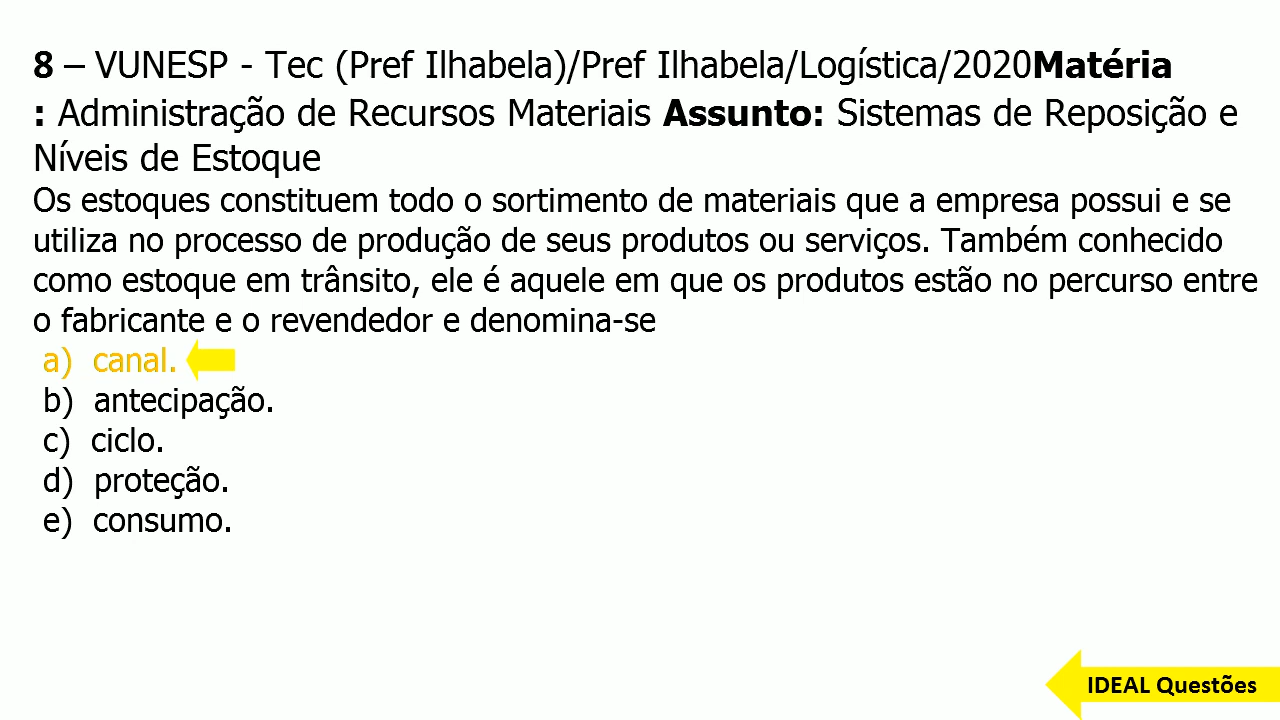 8 – VUNESP - Tec (Pref Ilhabela)/Pref Ilhabela/Logística/2020Matéria
: Administração de Recursos Materiais Assunto: Sistemas de Reposição e
Níveis de Estoque
Os estoques constituem todo o sortimento de materiais que a empresa possui e se
utiliza no processo de produção de seus produtos ou serviços. Também conhecido
como estoque em trânsito, ele é aquele em que os produtos estão no percurso entre
o fabricante e o revendedor e denomina-se
a) canal.
b) antecipação.
c) ciclo.
d) proteção.
e) consumo.
IDEAL Questões